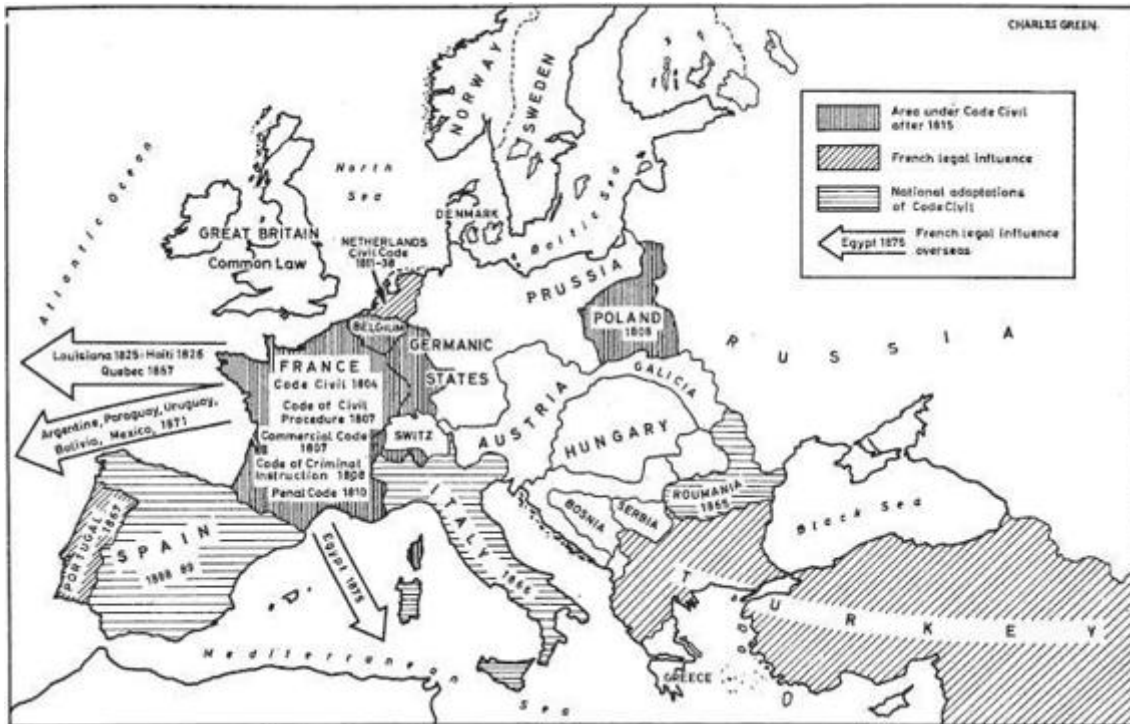 CHARLES GREEN.
Area under Code Civil
after 1815
French legal influence
National adaptations
of Code Civil
Egypt 1875
French legal influence
overseas
NORWAY
SWEDEN
North
Sea
Atlantic Ocean
DENMARK
Baltic Sea
GREAT BRITAIN
Common Law
NETHERLANDS
Civil Code
1811-38
PRUSSIA
POLAND
1808
RUSSIA
BELGIUM
GERMANIC
STATES
Louisiana 1825: Haiti 1826
Quebec 1867
Argentine, Paraguay, Uruguay,
Bolivia, Mexico, 1871
FRANCE
Code Civil 1804
Code of Civil
Procedure 1807
Commercial Code
1807
Code of Criminal
Instruction 1808
Penal Code 1810
SWITZ
AUSTRIA
GALICIA
HUNGARY
ROUMANIA
1865
BOSNIA
SERBIA
Black Sea
ITALY
PORTUGAL 1867
SPAIN
1888 89
Egypt 1875
TURKEY
GREECE
Mediterranean
Sea